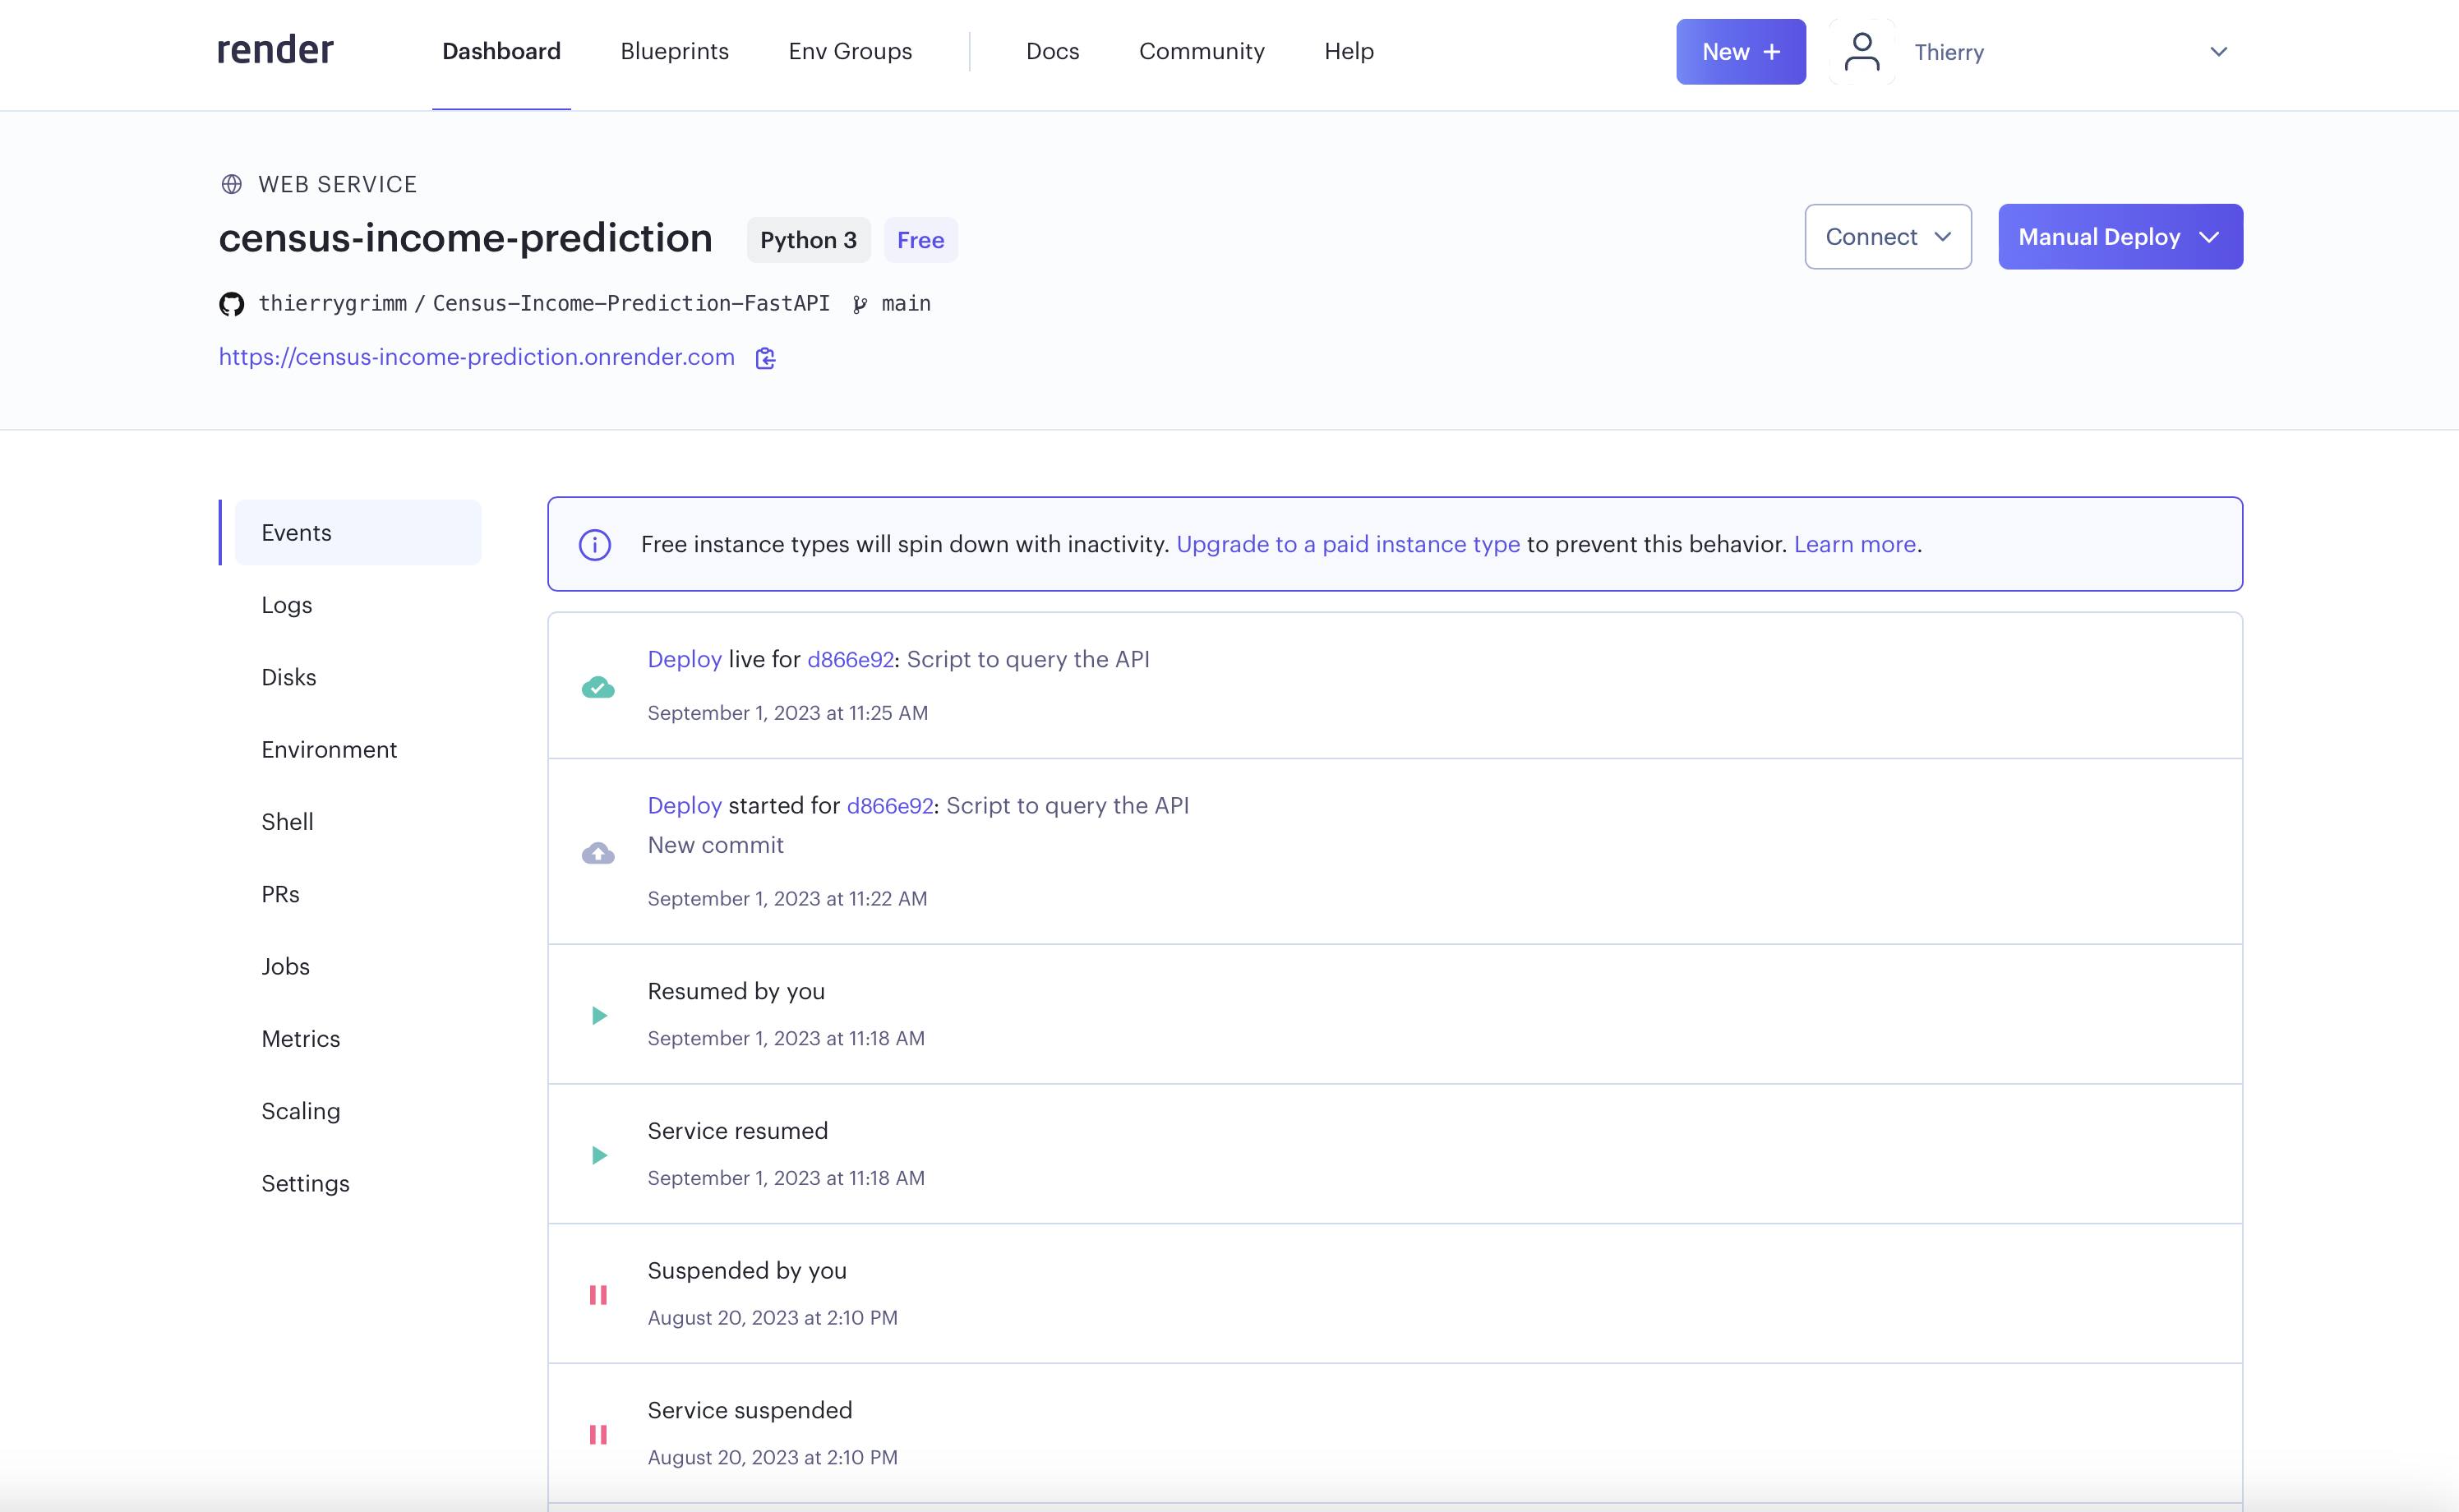 render Dashboard Blueprints Env Groups Docs Community Help New + Thierry
WEB SERVICE
census-income-prediction Python 3 Free Connect Manual Deploy
thierrygrimm / Census-Income-Prediction-FastAPI main
https://census-income-prediction.onrender.com
Events
Logs
Disks
Environment
Shell
PRs
Jobs
Metrics
Scaling
Settings
Free instance types will spin down with inactivity. Upgrade to a paid instance type to prevent this behavior. Learn more.
Deploy live for d866e92: Script to query the API
September 1, 2023 at 11:25 AM
Deploy started for d866e92: Script to query the API
New commit
September 1, 2023 at 11:22 AM
Resumed by you
September 1, 2023 at 11:18 AM
Service resumed
September 1, 2023 at 11:18 AM
Suspended by you
August 20, 2023 at 2:10 PM
Service suspended
August 20, 2023 at 2:10 PM